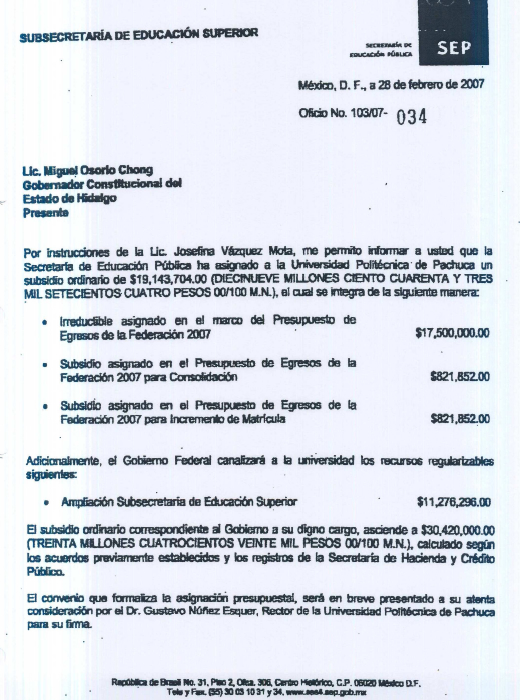 SUBSECRETARÍA DE EDUCACIÓN SUPERIOR
SECRETARÍA DE
EDUCACIÓN PÚBLICA
SEP
México, D. F., a 28 de febrero de 2007
Oficio No. 103/07- 034
Lic. Miguel Osorio Chong
Gobernador Constitucional del
Estado de Hidalgo
Presente
Por instrucciones de la Lic. Josefina Vázquez Mota, me permito informar a usted que la
Secretaría de Educación Pública ha asignado a la Universidad Politécnica de Pachuca un
subsidio ordinario de $19,143,704.00 (DIECINUEVE MILLONES CIENTO CUARENTA Y TRES
MIL SETECIENTOS CUATRO PESOS 00/100 M.N.), el cual se integra de la siguiente manera:
• Irreductible asignado en el marco del Presupuesto de
Egresos de la Federación 2007 $17,500,000.00
• Subsidio asignado en el Presupuesto de Egresos de la
Federación 2007 para Consolidación $821,852.00
• Subsidio asignado en el Presupuesto de Egresos de la
Federación 2007 para Incremento de Matrícula $821,852.00
Adicionalmente, el Gobierno Federal canalizará a la universidad los recursos regularizables
siguientes:
• Ampliación Subsecretaría de Educación Superior $11,276,296.00
El subsidio ordinario correspondiente al Gobierno a su digno cargo, asciende a $30,420,000.00
(TREINTA MILLONES CUATROCIENTOS VEINTE MIL PESOS 00/100 M.N.), calculado según
los acuerdos previamente establecidos y los registros de la Secretaría de Hacienda y Crédito
Público.
El convenio que formaliza la asignación presupuestal, será en breve presentado a su atenta
consideración por el Dr. Gustavo Núñez Esquer, Rector de la Universidad Politécnica de Pachuca
para su firma.
República de Brasil No. 31, Piso 2, Ofna. 306, Centro Histórico, C.P. 06020 México D.F.
Tels y Fax. (55) 30 03 10 31 y 34, www.ses4.sep.gob.mx